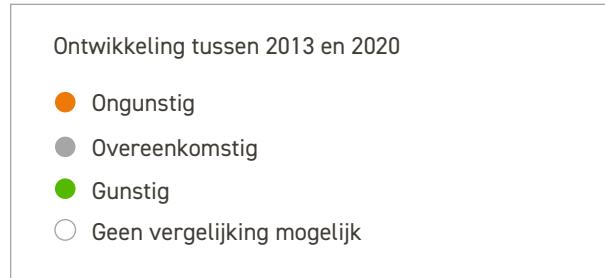 Ontwikkeling tussen 2013 en 2020
Ongunstig
Overeenkomstig
Gunstig
Geen vergelijking mogelijk